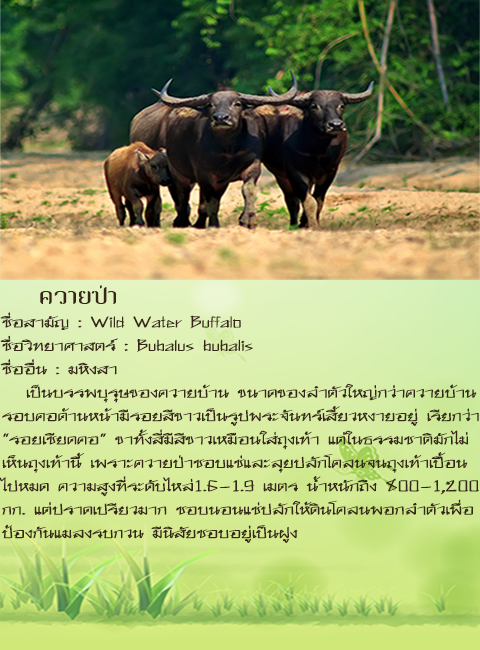 ควายป่า
ชื่อสามัญ : Wild Water Buffalo
ชื่อวิทยาศาสตร์ : Bubalus bubalis
ชื่ออื่น : มหิงสา
เป็นบรรพบุรุษของควายบ้าน ขนาดของลำตัวใหญ่กว่าควายบ้าน
รอบคอด้านหน้ามีรอยสีขาวเป็นรูปพระจันทร์เสี้ยวหงายอยู่ เรียกว่า
"รอยเชียดคอ" ขาทั้งสี่มีสีขาวเหมือนใส่ถุงเท้า แต่ในธรรมชาติมักไม่
เห็นถุงเท้านี้ เพราะควายป่าชอบแช่และลุยปลักโคลนจนถุงเท้าเปื้อน
ไปหมด ความสูงที่ระดับไหล่1.6-1.9 เมตร น้ำหนักถึง 800-1,200
กก. แต่ปราดเปรียวมาก ชอบนอนแช่ปลักให้ดินโคลนพอกลำตัวเพื่อ
ป้องกันแมลงรบกวน มีนิสัยชอบอยู่เป็นฝูง